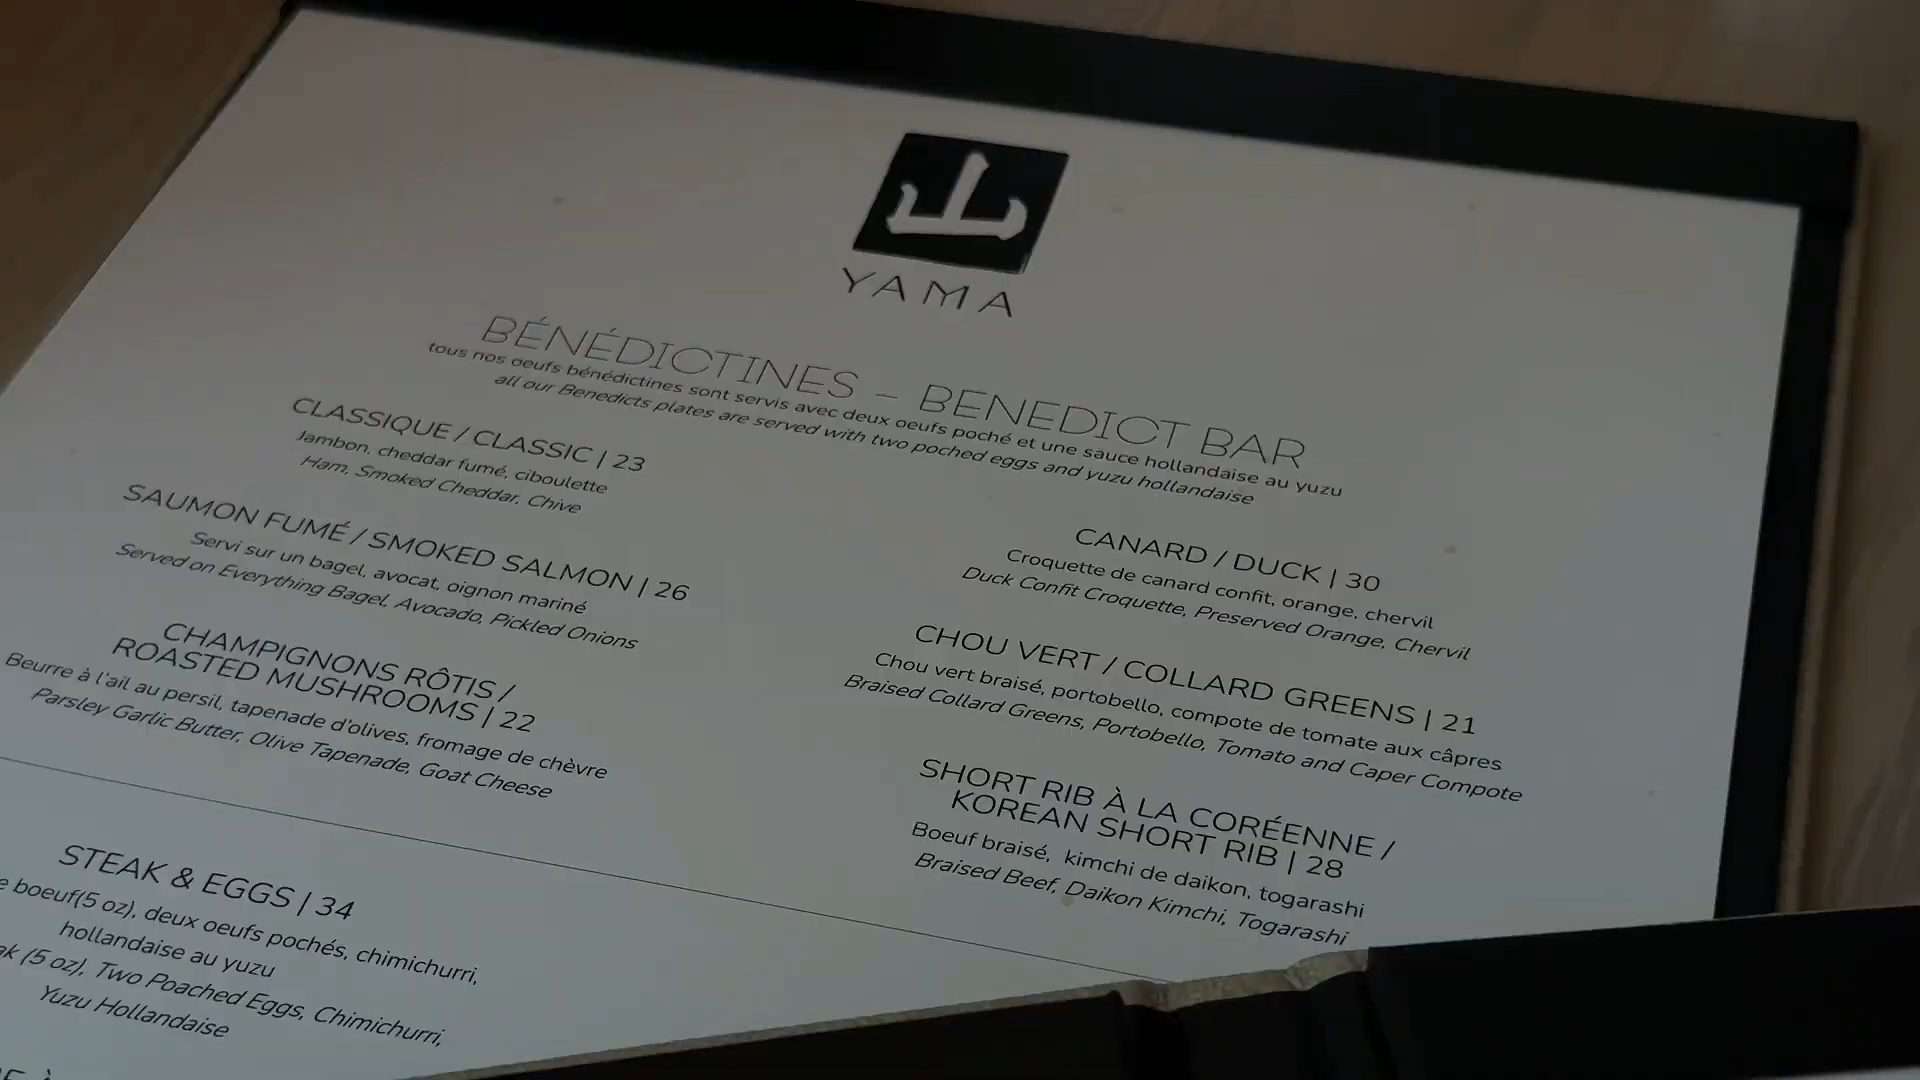 山
YAMA
BÉNÉDICTINES – BENEDICT BAR
tous nos oeufs bénédictines sont servis avec deux oeufs poché et une sauce hollandaise au yuzu
all our Benedicts plates are served with two poched eggs and yuzu hollandaise
CLASSIQUE / CLASSIC | 23
Jambon, cheddar fumé, ciboulette
Ham, Smoked Cheddar, Chive
SAUMON FUMÉ / SMOKED SALMON | 26
Servi sur un bagel, avocat, oignon mariné
Served on Everything Bagel, Avocado, Pickled Onions
CHAMPIGNONS RÔTIS /
ROASTED MUSHROOMS | 22
Beurre à l'ail au persil, tapenade d'olives, fromage de chèvre
Parsley Garlic Butter, Olive Tapenade, Goat Cheese
CANARD / DUCK | 30
Croquette de canard confit, orange, chervil
Duck Confit Croquette, Preserved Orange, Chervil
CHOU VERT / COLLARD GREENS | 21
Chou vert braisé, portobello, compote de tomate aux câpres
Braised Collard Greens, Portobello, Tomato and Caper Compote
SHORT RIB À LA CORÉENNE /
KOREAN SHORT RIB | 28
Boeuf braisé, kimchi de daikon, togarashi
Braised Beef, Daikon Kimchi, Togarashi
STEAK & EGGS | 34
boeuf(5 oz), deux oeufs pochés, chimichurri,
hollandaise au yuzu
(5 oz), Two Poached Eggs, Chimichurri,
Yuzu Hollandaise